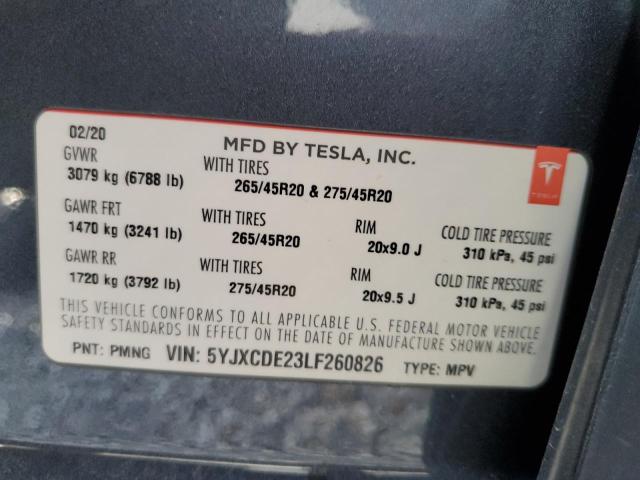 02/20
MFD BY TESLA, INC.
GVWR
3079 kg (6788 lb)
WITH TIRES
265/45R20 & 275/45R20
TESLA
GAWR FRT
1470 kg (3241 lb)
WITH TIRES
265/45R20
RIM
20x9.0 J
COLD TIRE PRESSURE
310 kPa, 45 psi
GAWR RR
1720 kg (3792 lb)
WITH TIRES
275/45R20
RIM
20x9.5 J
COLD TIRE PRESSURE
310 kPa, 45 psi
THIS VEHICLE CONFORMS TO ALL APPLICABLE U.S. FEDERAL MOTOR VEHICLE
SAFETY STANDARDS IN EFFECT ON THE DATE OF MANUFACTURE SHOWN ABOVE.
PNT: PMNG VIN: 5YJXCDE23LF260826 TYPE: MPV